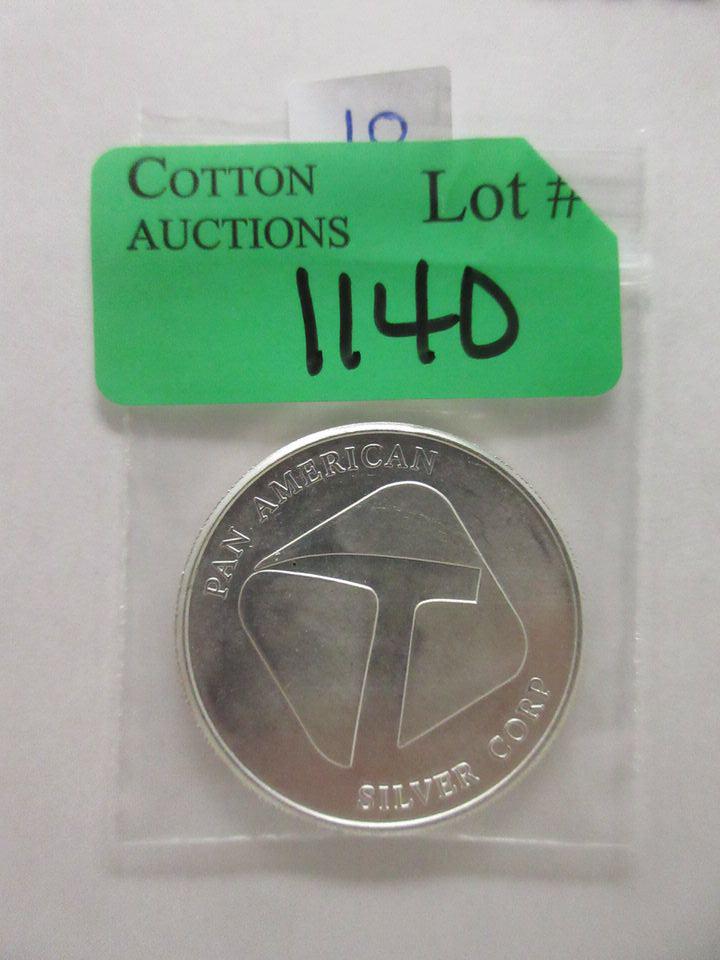 10
COTTON
AUCTIONS
Lot #
1140
PAN AMERICAN
SILVER CORP